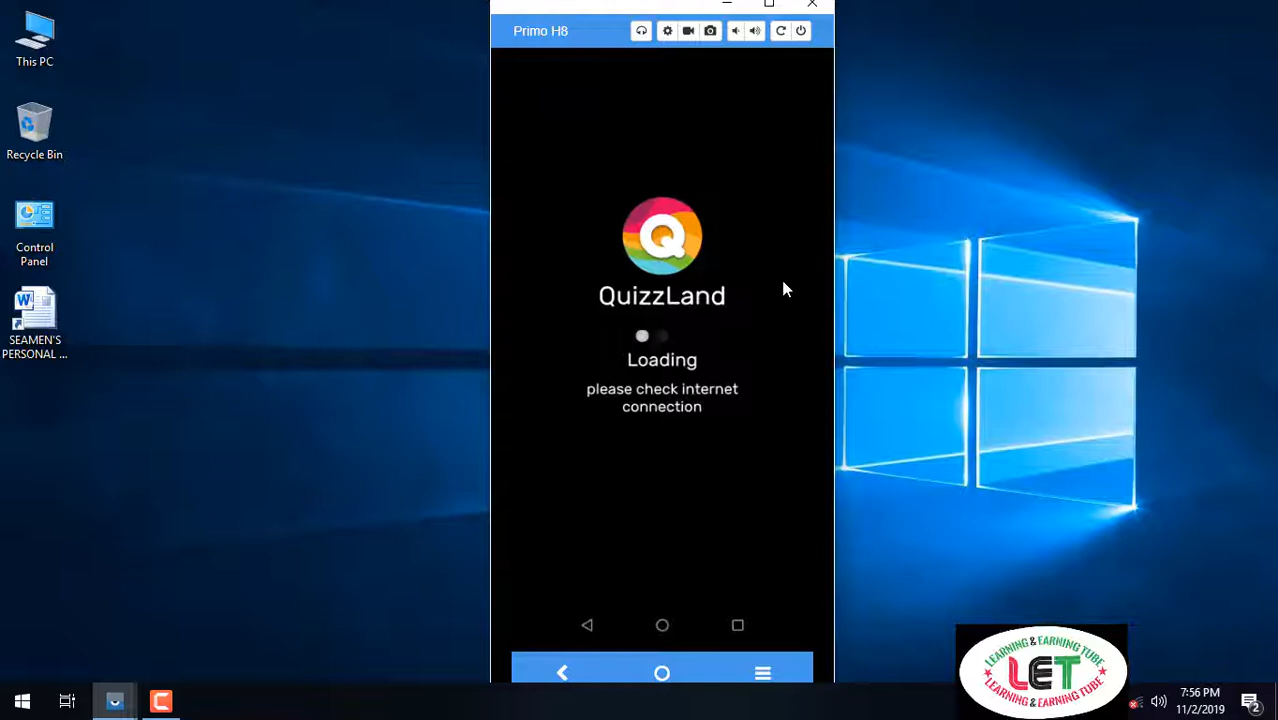 This PC
Recycle Bin
Control
Panel
SEAMEN'S
PERSONAL ...
Primo H8
Q
QuizzLand
Loading
please check internet
connection
LEARNING & EARNING TUBE
LET
LEARNING & EARNING TUBE
7:56 PM
11/2/2019
2